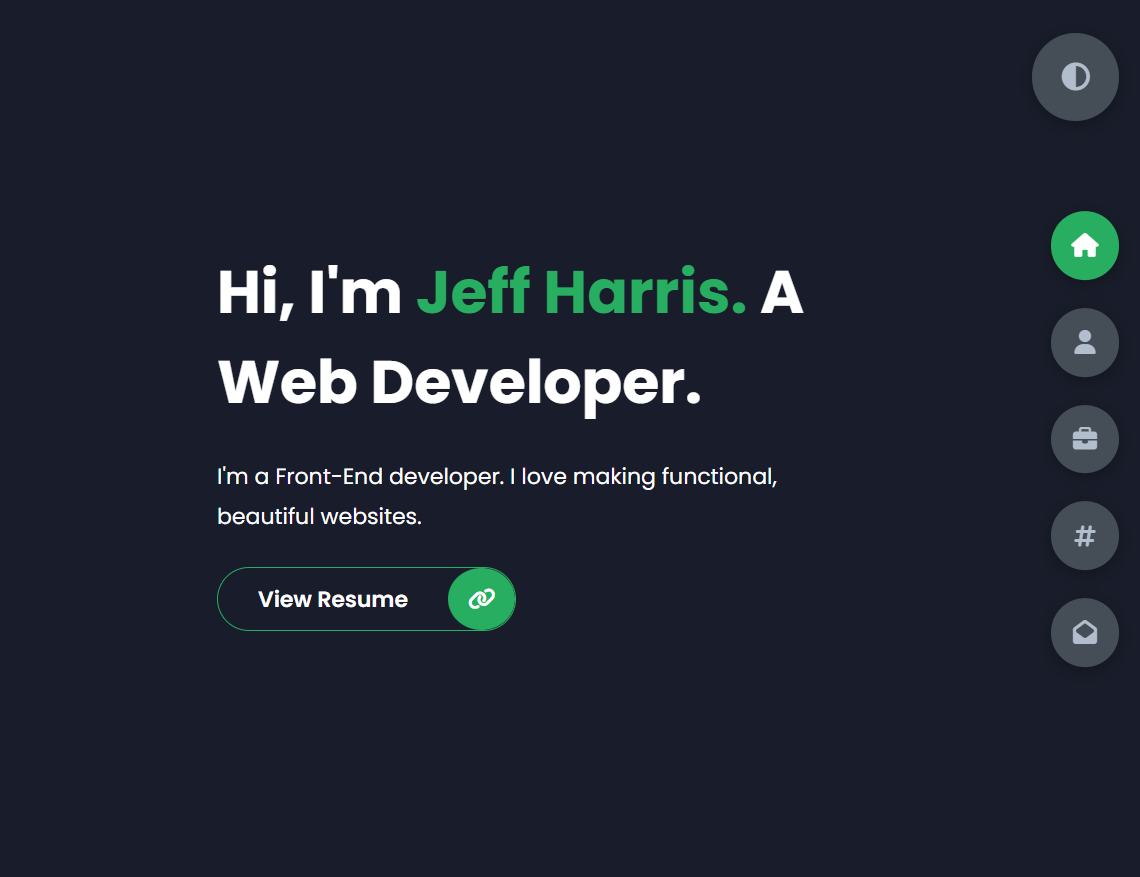 Hi, I'm Jeff Harris. A
Web Developer.
I'm a Front-End developer. I love making functional,
beautiful websites.
View Resume